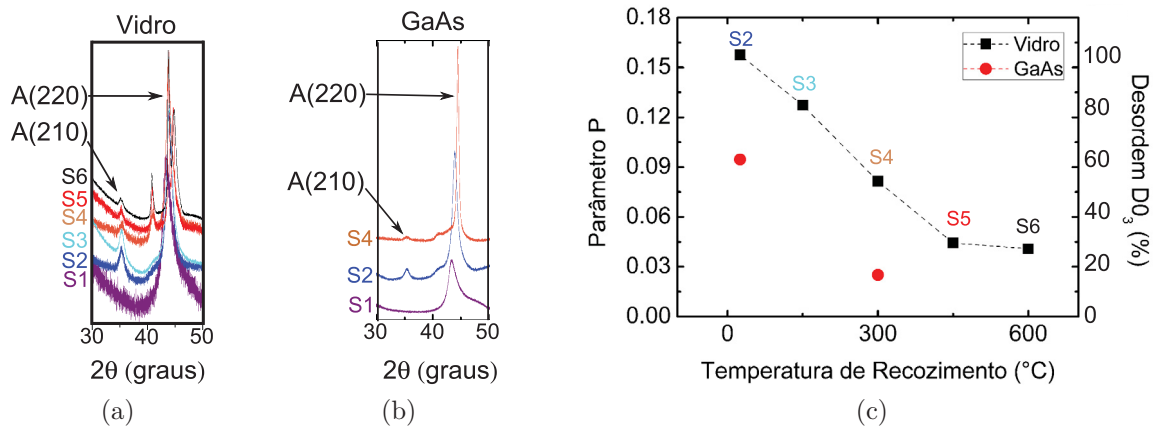 Vidro
A(220)
A(210)
S6
S5
S4
S3
S2
S1
30 40 50
2θ (graus)
(a)
GaAs
A(220)
A(210)
S4
S2
S1
30 40 50
2θ (graus)
(b)
Parâmetro P
0.18
0.15
0.12
0.09
0.06
0.03
0.00
S2
S3
S4
S5
S6
Vidro
GaAs
100
80
60
40
20
0
Desordem D0₃ (%)
0 300 600
Temperatura de Recozimento (°C)
(c)